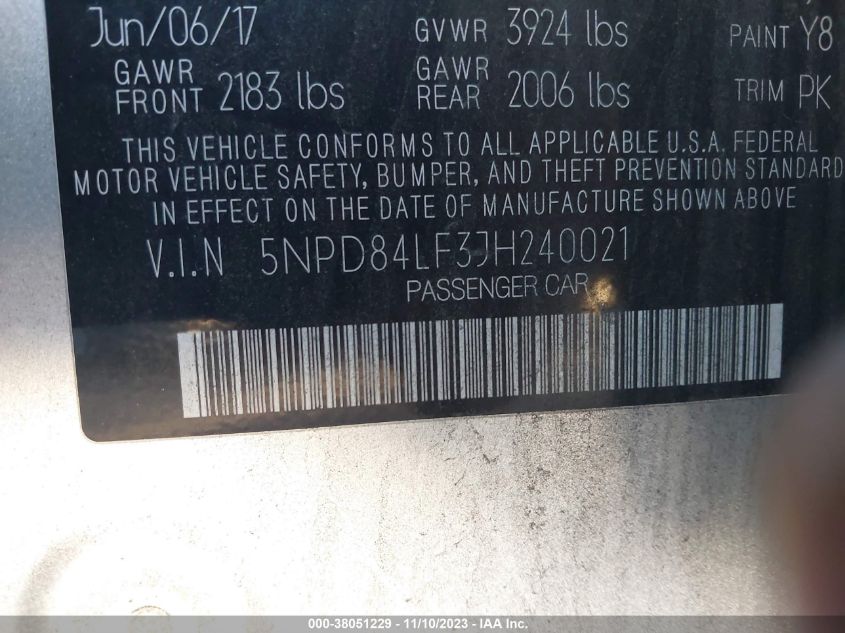 Jun/06/17 GVWR 3924 lbs PAINT Y8
GAWR FRONT 2183 lbs GAWR REAR 2006 lbs TRIM PK
THIS VEHICLE CONFORMS TO ALL APPLICABLE U.S.A. FEDERAL
MOTOR VEHICLE SAFETY, BUMPER, AND THEFT PREVENTION STANDARD
IN EFFECT ON THE DATE OF MANUFACTURE SHOWN ABOVE
V.I.N 5NPD84LF3JH240021
PASSENGER CAR
000-38051229 - 11/10/2023 - IAA Inc.